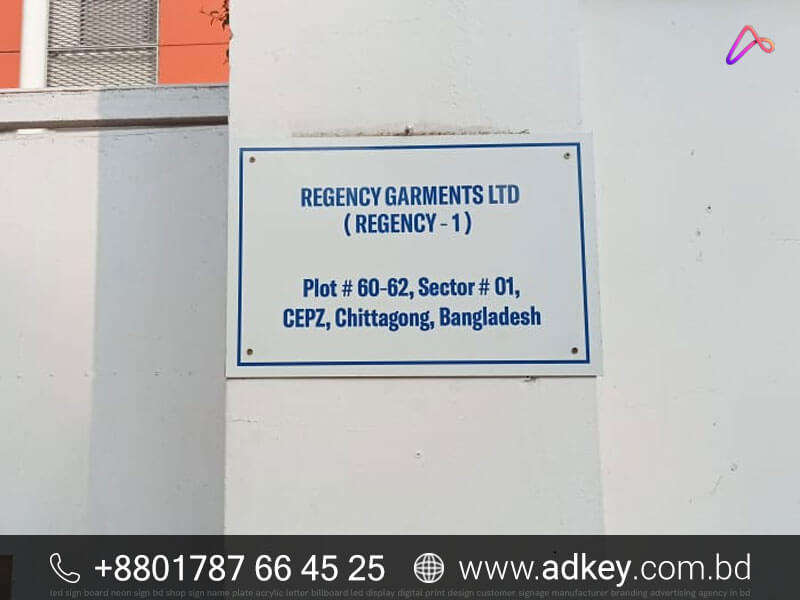 REGENCY GARMENTS LTD
( REGENCY - 1 )
Plot # 60-62, Sector # 01,
CEPZ, Chittagong, Bangladesh
+8801787 66 45 25 www.adkey.com.bd
led sign board neon sign bd shop sign name plate acrylic letter billboard led display digital print design customer signage manufacturer branding advertising agency in bd